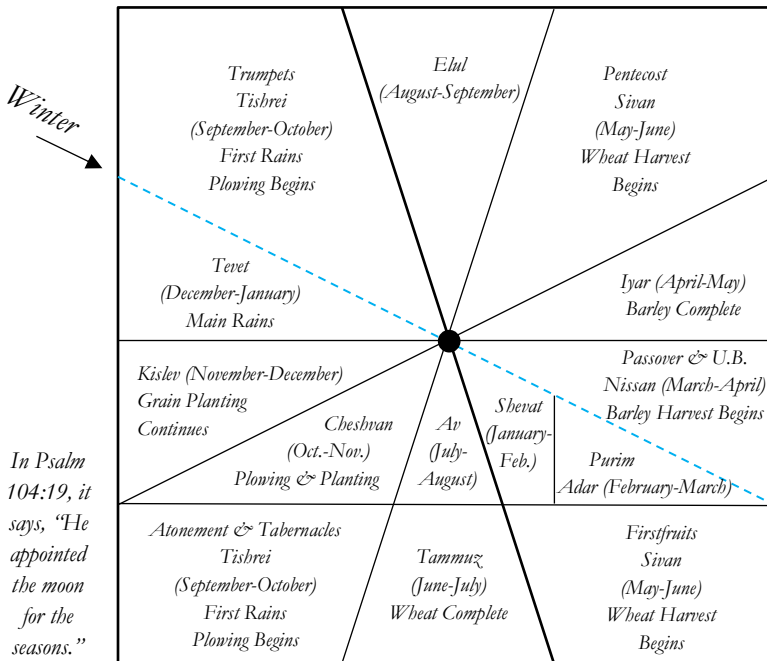 Winter
Trumpets
Tishrei
(September-October)
First Rains
Plowing Begins
Elul
(August-September)
Pentecost
Sivan
(May-June)
Wheat Harvest
Begins
Tevet
(December-January)
Main Rains
Iyar (April-May)
Barley Complete
Kislev (November-December)
Grain Planting
Continues
Cheshvan
(Oct.-Nov.)
Plowing & Planting
Av
(July-
August)
Shevat
(January-
Feb.)
Passover & U.B.
Nissan (March-April)
Barley Harvest Begins
Purim
Adar (February-March)
In Psalm
104:19, it
says, “He
appointed
the moon
for the
seasons.”
Atonement & Tabernacles
Tishrei
(September-October)
First Rains
Plowing Begins
Tammuz
(June-July)
Wheat Complete
Firstfruits
Sivan
(May-June)
Wheat Harvest
Begins